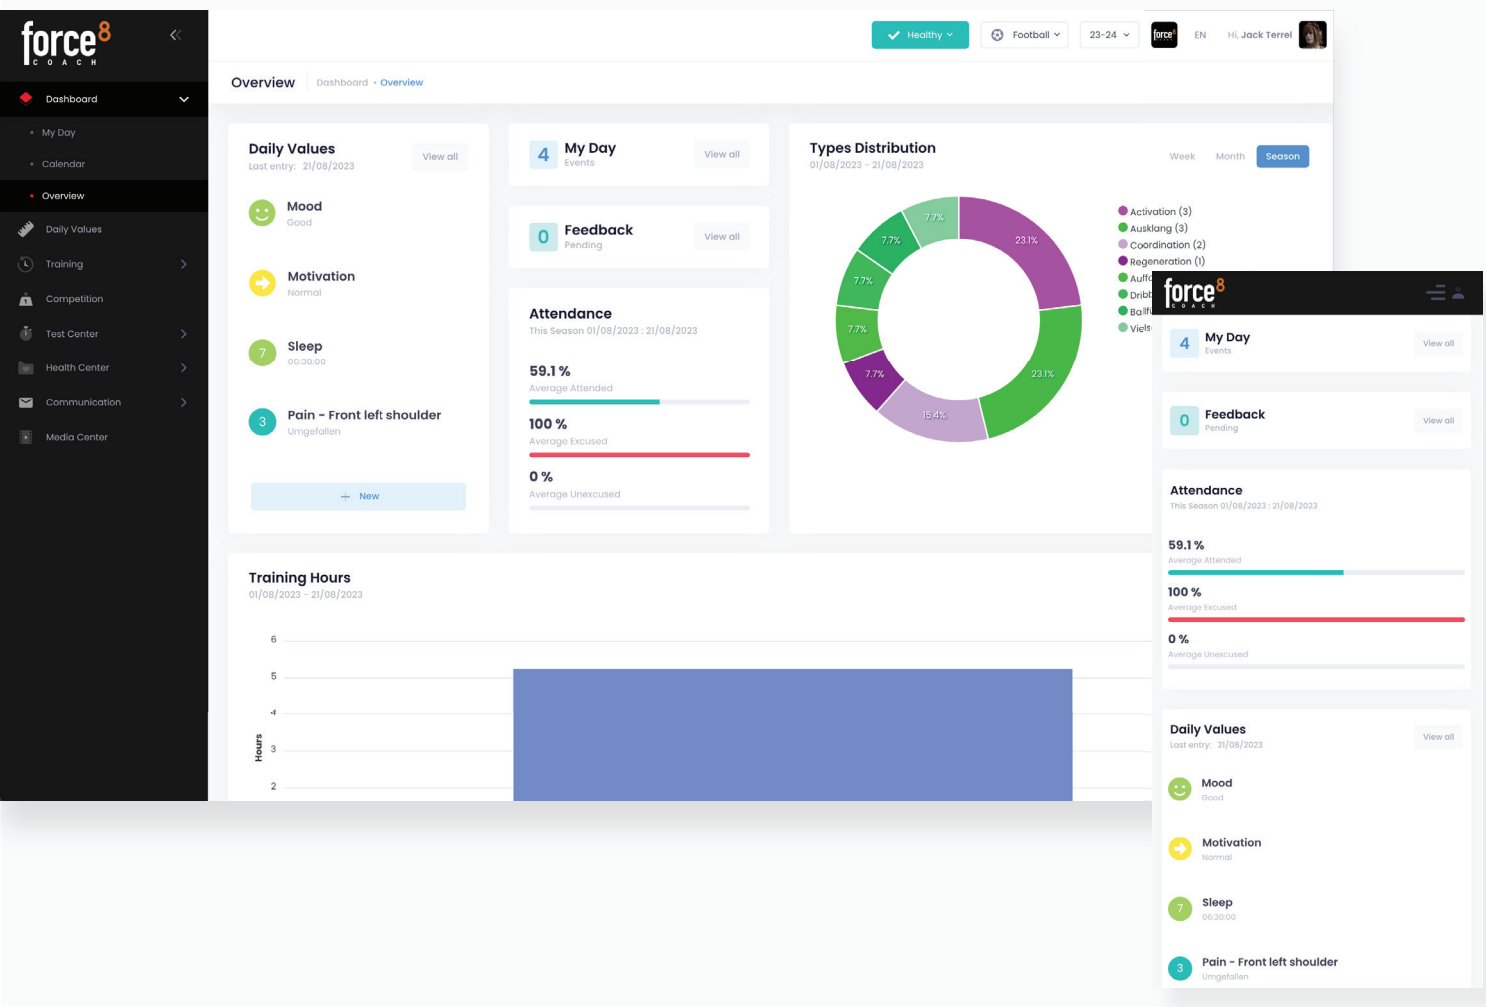 force8
COACH
Dashboard
My Day
Calendar
Overview
Daily Values
Training
Competition
Test Center
Health Center
Communication
Media Center
Healthy
Football
23-24
force8
EN
Hi, Jack Terrel
Overview
Dashboard • Overview
Daily Values
Last entry: 21/08/2023
View all
Mood
Good
Motivation
Normal
7
Sleep
06:30:00
3
Pain - Front left shoulder
Umgefallen
+ New
4
My Day
Events
View all
0
Feedback
Pending
View all
Attendance
This Season 01/08/2023 : 21/08/2023
59.1 %
Average Attended
100 %
Average Excused
0 %
Average Unexcused
Types Distribution
01/08/2023 - 21/08/2023
Week Month Season
7.7%
23.1%
7.7%
7.7%
7.7%
7.7%
23.1%
15.4%
Activation (3)
Ausklang (3)
Coordination (2)
Regeneration (1)
Training Hours
01/08/2023 - 21/08/2023
Hours
6
5
4
3
2
force8
COACH
4
My Day
Events
View all
0
Feedback
Pending
View all
Attendance
This Season 01/08/2023 : 21/08/2023
59.1 %
Average Attended
100 %
Average Excused
0 %
Average Unexcused
Daily Values
Last entry: 21/08/2023
View all
Mood
Good
Motivation
Normal
7
Sleep
06:30:00
3
Pain - Front left shoulder
Umgefallen